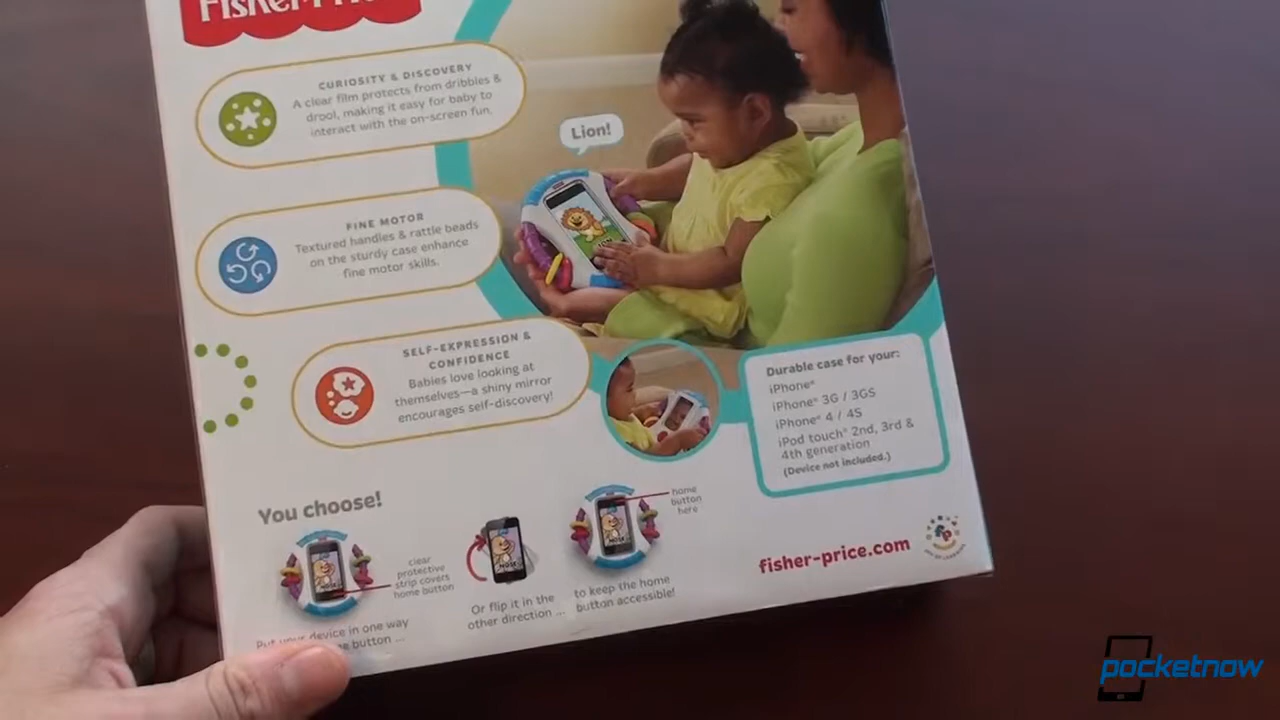 Fisher-Price
CURIOSITY & DISCOVERY
A clear film protects from dribbles &
drool, making it easy for baby to
interact with the on-screen fun.
Lion!
LION
FINE MOTOR
Textured handles & rattle beads
on the sturdy case enhance
fine motor skills.
SELF-EXPRESSION &
CONFIDENCE
Babies love looking at
themselves—a shiny mirror
encourages self-discovery!
Durable case for your:
iPhone®
iPhone® 3G / 3GS
iPhone® 4 / 4S
iPod touch® 2nd, 3rd &
4th generation
(Device not included.)
You choose!
NOSE
clear
protective
strip covers
home button
Put your device in one way
button ...
NOSE
Or flip it in the
other direction ...
NOSE
home
button
here
to keep the home
button accessible!
fisher-price.com
FP
pocketnow